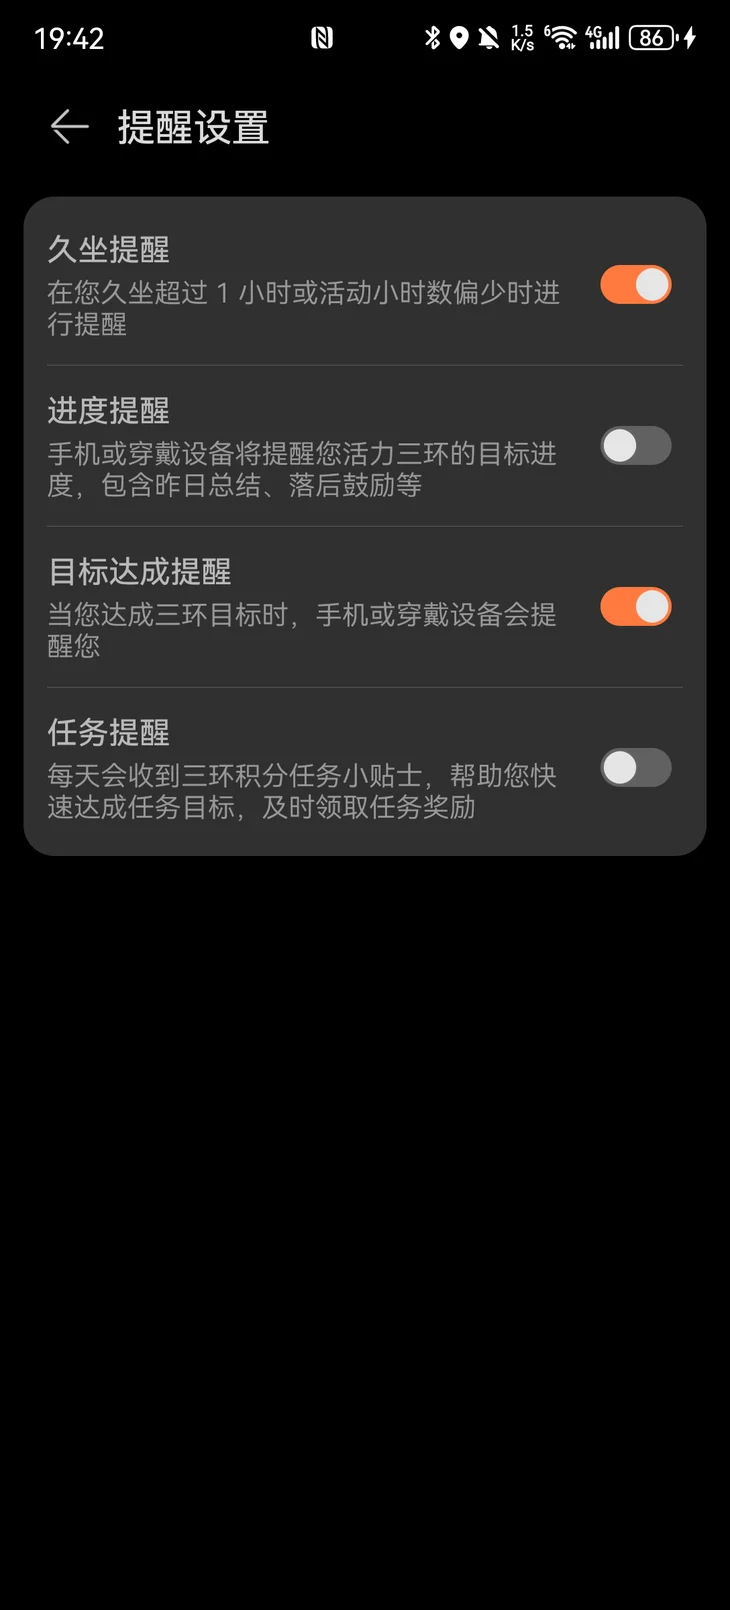 19:42
1.5
K/s
6
4G
86
提醒设置
久坐提醒
在您久坐超过 1 小时或活动小时数偏少时进
行提醒
进度提醒
手机或穿戴设备将提醒您活力三环的目标进
度，包含昨日总结、落后鼓励等
目标达成提醒
当您达成三环目标时，手机或穿戴设备会提
醒您
任务提醒
每天会收到三环积分任务小贴士，帮助您快
速达成任务目标，及时领取任务奖励